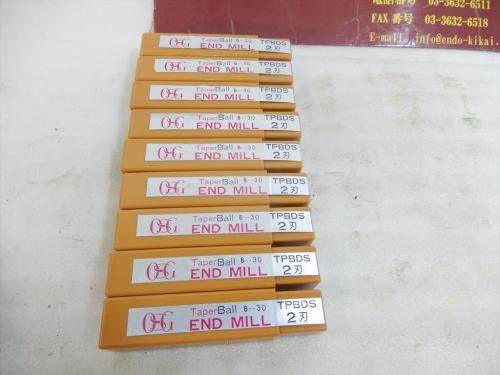 電話番号 03-3632-6511
FAX番号 03-3632-6518
E-mail info@endo-kikai.
OSG TaperBall B-30 TPBDS
END MILL 2刃
OSG TaperBall B-30 TPBDS
END MILL 2刃
OSG TaperBall B-30 TPBDS
END MILL 2刃
OSG TaperBall B-30 TPBDS
END MILL 2刃
OSG TaperBall B-30 TPBDS
END MILL 2刃
OSG TaperBall B-30 TPBDS
END MILL 2刃
OSG TaperBall B-30 TPBDS
END MILL 2刃
OSG TaperBall B--30 TPBDS
END MILL 2刃
OSG TaperBall B--30 TPBDS
END MILL 2刃